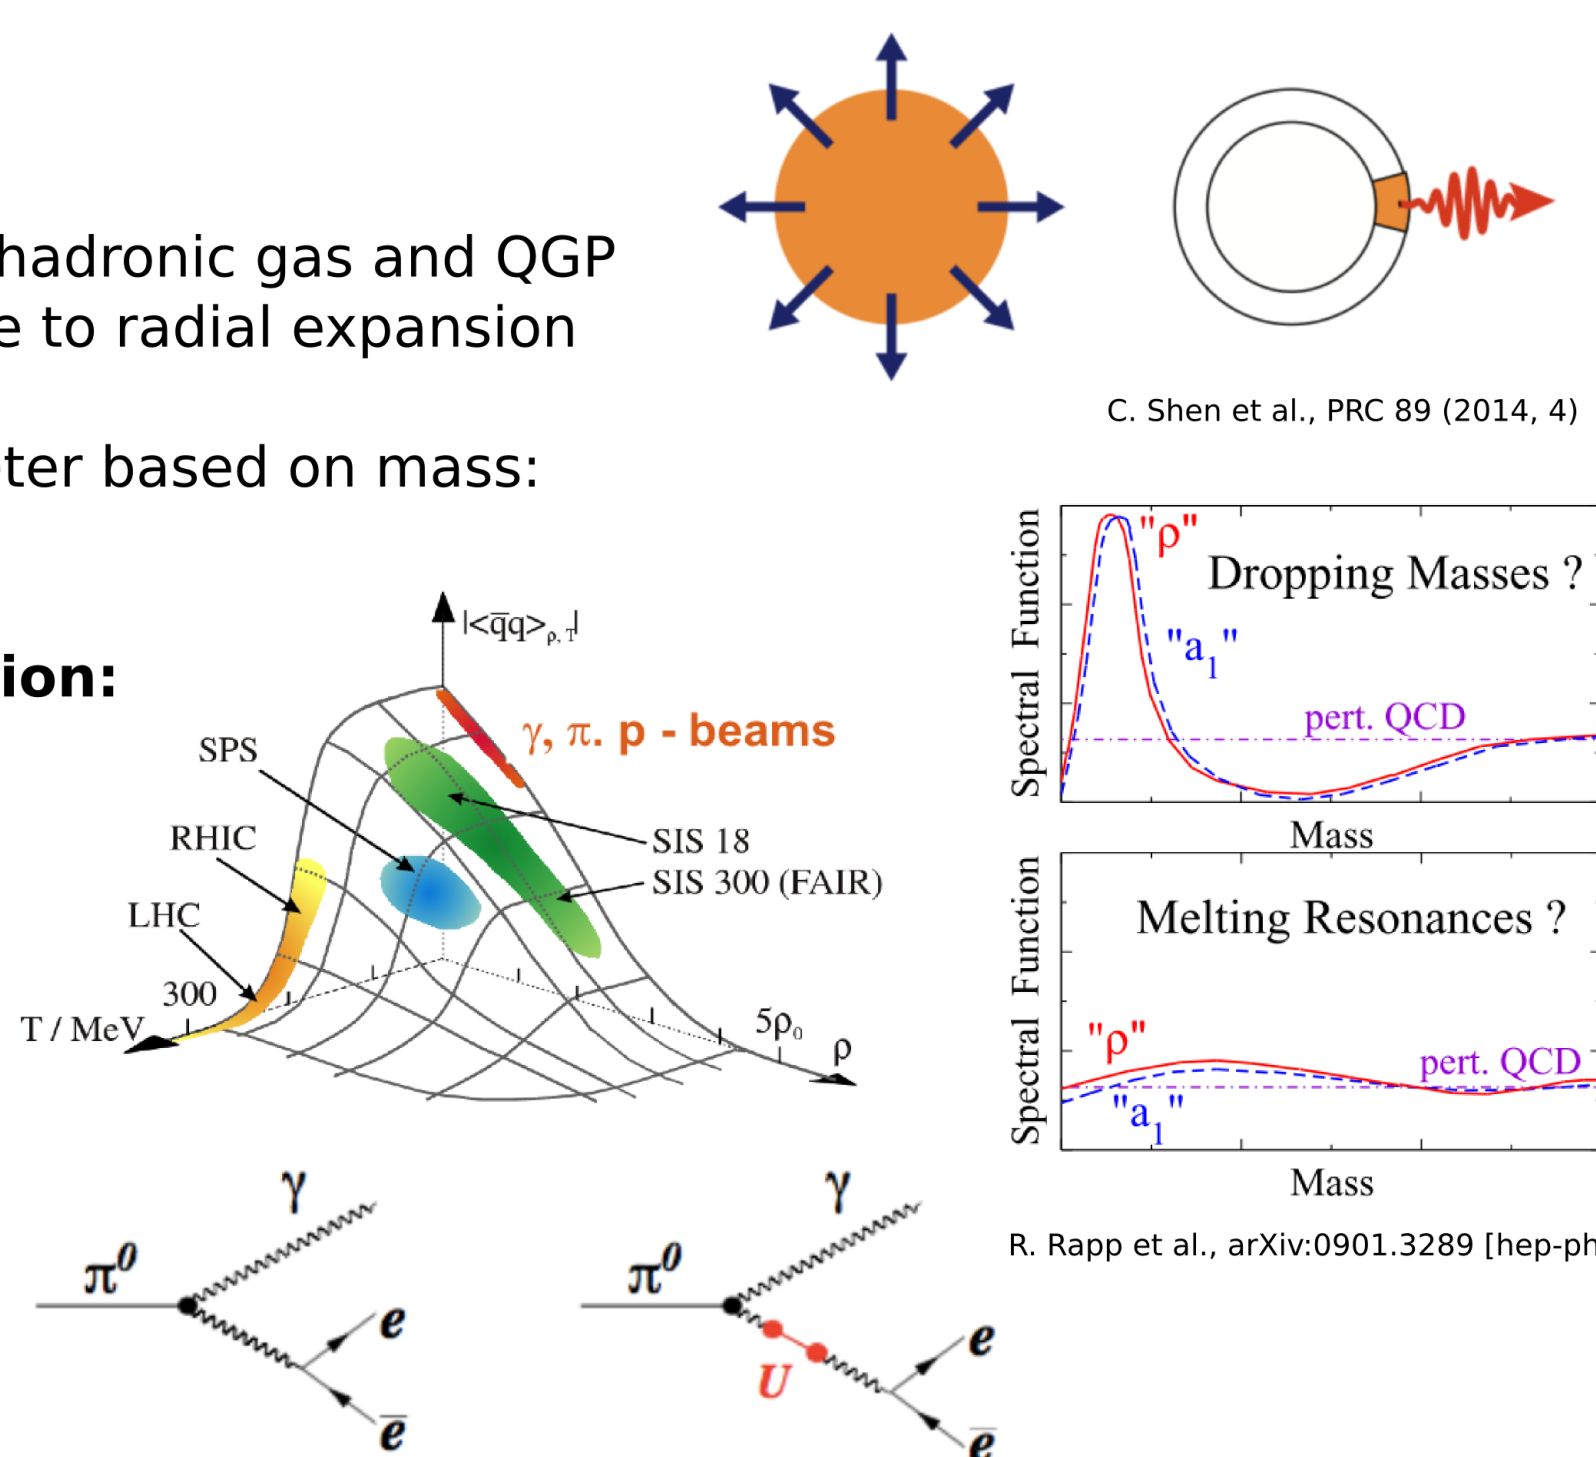 hadronic gas and QGP
e to radial expansion
C. Shen et al., PRC 89 (2014, 4)
ter based on mass:
ion:
|<q̅q>ρ, T|
γ, π. p - beams
SPS
RHIC
LHC
SIS 18
SIS 300 (FAIR)
300
T / MeV
5ρ₀
ρ
Spectral Function
"ρ"
Dropping Masses ?
"a₁"
pert. QCD
Mass
Spectral Function
Melting Resonances ?
"ρ"
pert. QCD
"a₁"
Mass
R. Rapp et al., arXiv:0901.3289 [hep-ph
γ
π⁰
e
e̅
γ
π⁰
U
e
e̅